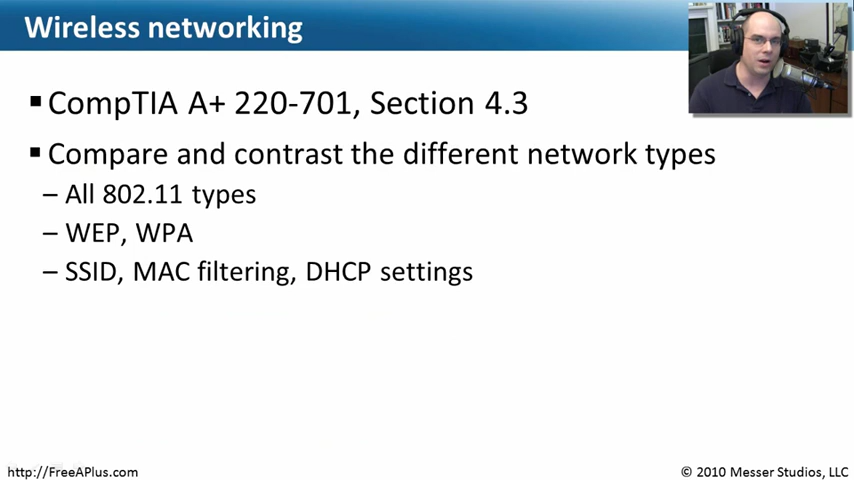 Wireless networking
▪ CompTIA A+ 220-701, Section 4.3
▪ Compare and contrast the different network types
– All 802.11 types
– WEP, WPA
– SSID, MAC filtering, DHCP settings
http://FreeAPlus.com
© 2010 Messer Studios, LLC